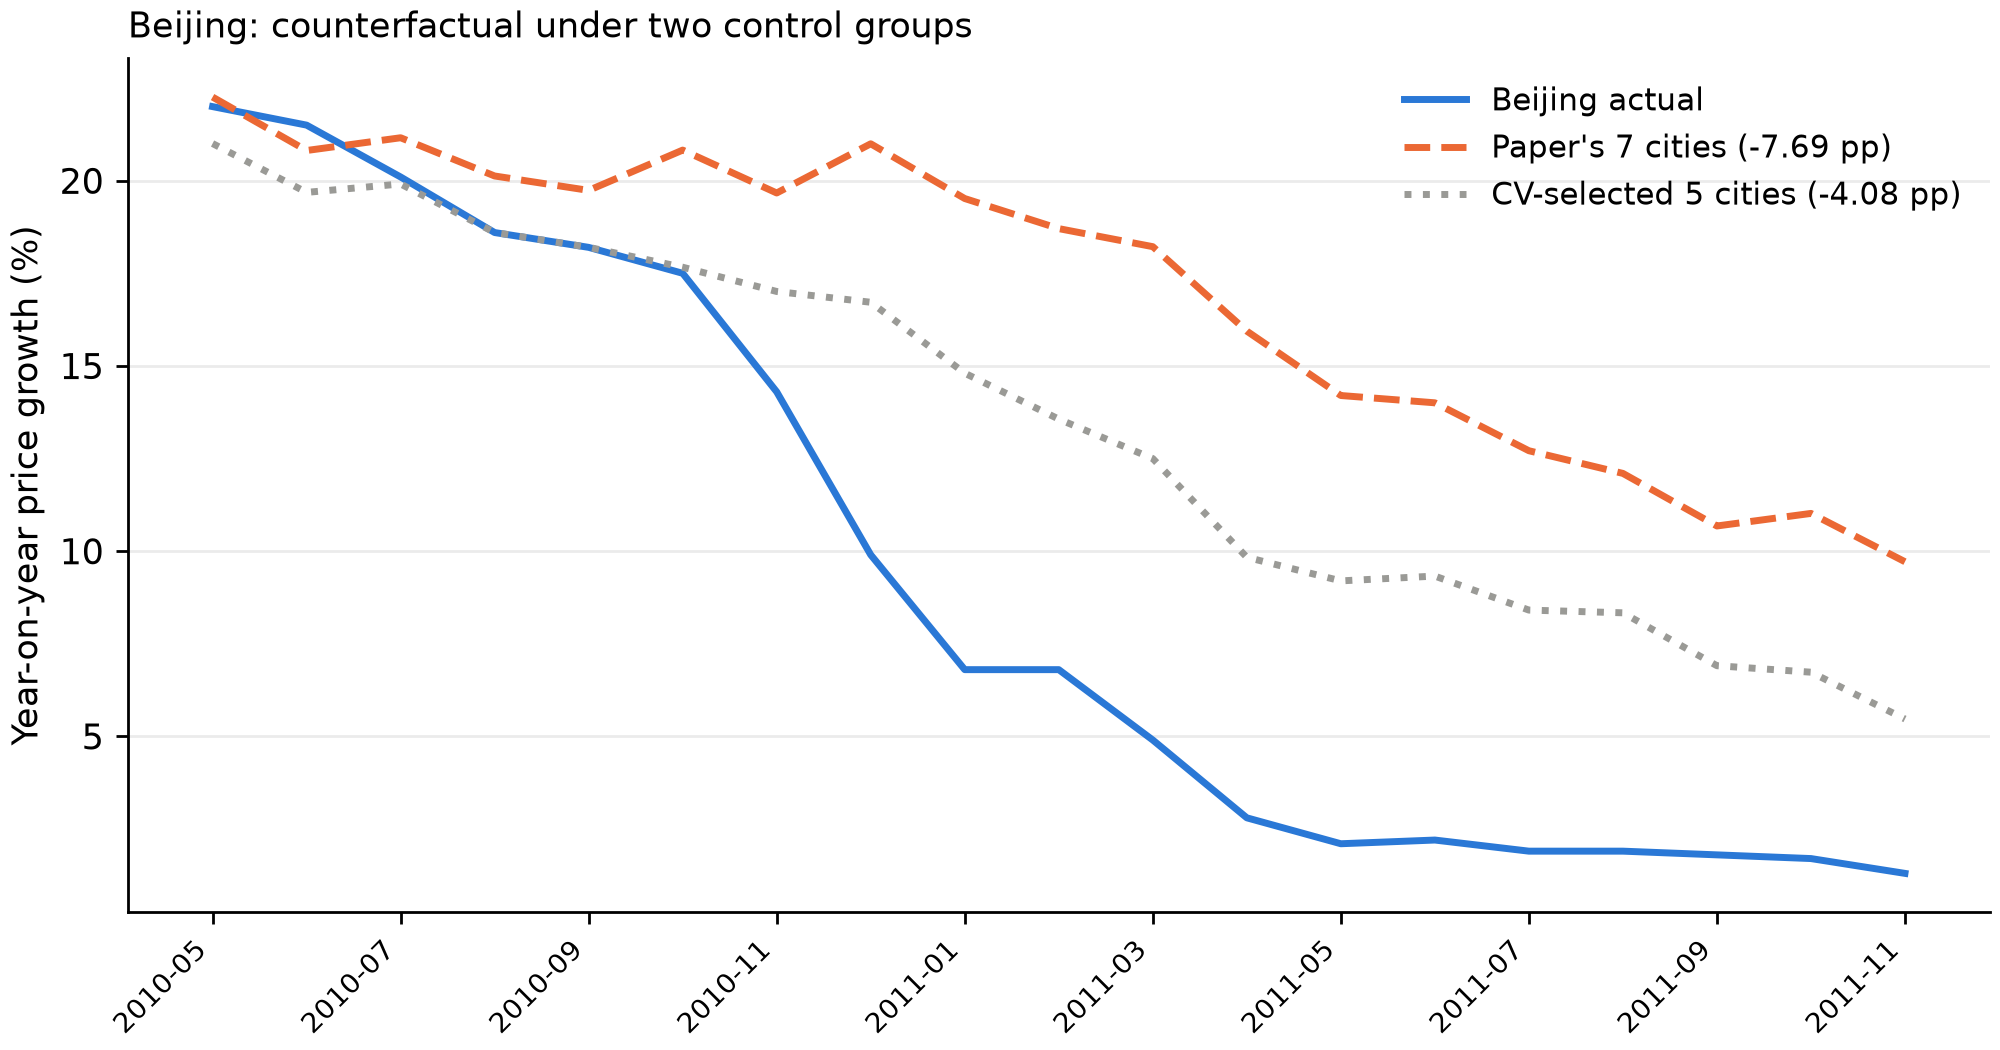 Beijing: counterfactual under two control groups
Beijing actual
Paper's 7 cities (-7.69 pp)
CV-selected 5 cities (-4.08 pp)
Year-on-year price growth (%)
20
15
10
5
2010-05
2010-07
2010-09
2010-11
2011-01
2011-03
2011-05
2011-07
2011-09
2011-11